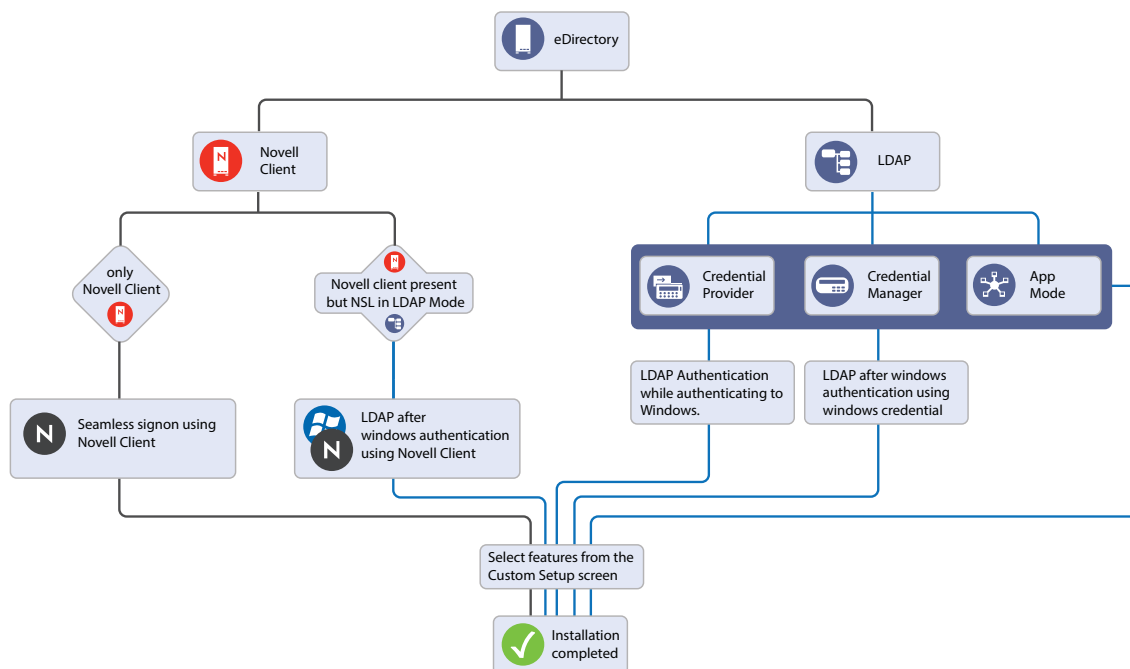 eDirectory
Novell
Client
LDAP
only
Novell Client
Novell client present
but NSL in LDAP Mode
Credential
Provider
Credential
Manager
App
Mode
LDAP Authentication
while authenticating to
Windows.
LDAP after windows
authentication using
windows credential
Seamless signon using
Novell Client
LDAP after
windows authentication
using Novell Client
Select features from the
Custom Setup screen
Installation
completed